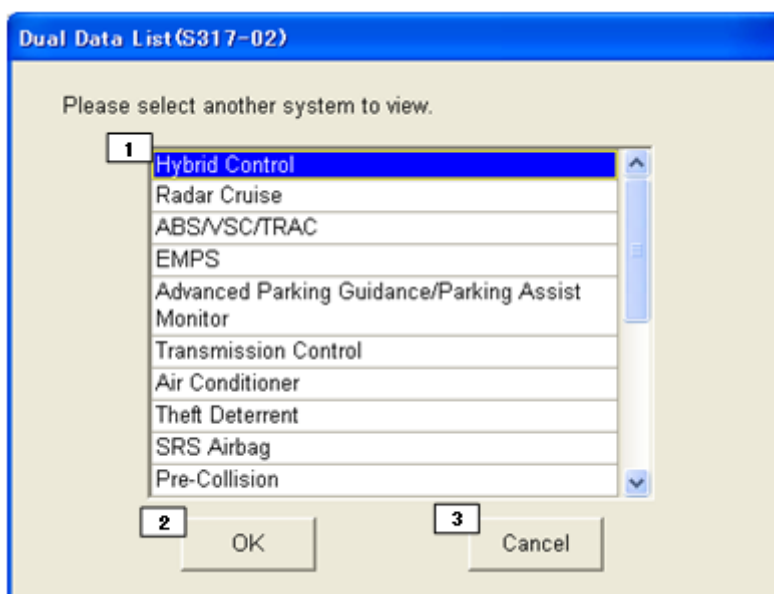 Dual Data List(S317-02)
Please select another system to view.
1
Hybrid Control
Radar Cruise
ABS/VSC/TRAC
EMPS
Advanced Parking Guidance/Parking Assist
Monitor
Transmission Control
Air Conditioner
Theft Deterrent
SRS Airbag
Pre-Collision
2
OK
3
Cancel